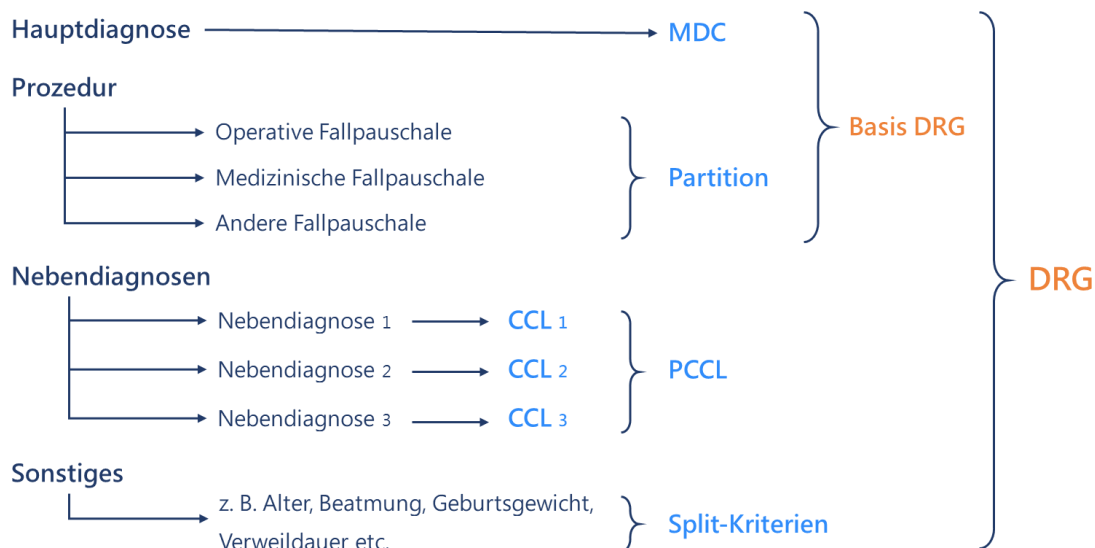 Hauptdiagnose
MDC
Prozedur
Operative Fallpauschale
Medizinische Fallpauschale
Andere Fallpauschale
Partition
Basis DRG
Nebendiagnosen
Nebendiagnose 1
CCL 1
Nebendiagnose 2
CCL 2
Nebendiagnose 3
CCL 3
PCCL
DRG
Sonstiges
z. B. Alter, Beatmung, Geburtsgewicht,
Verweildauer etc.
Split-Kriterien